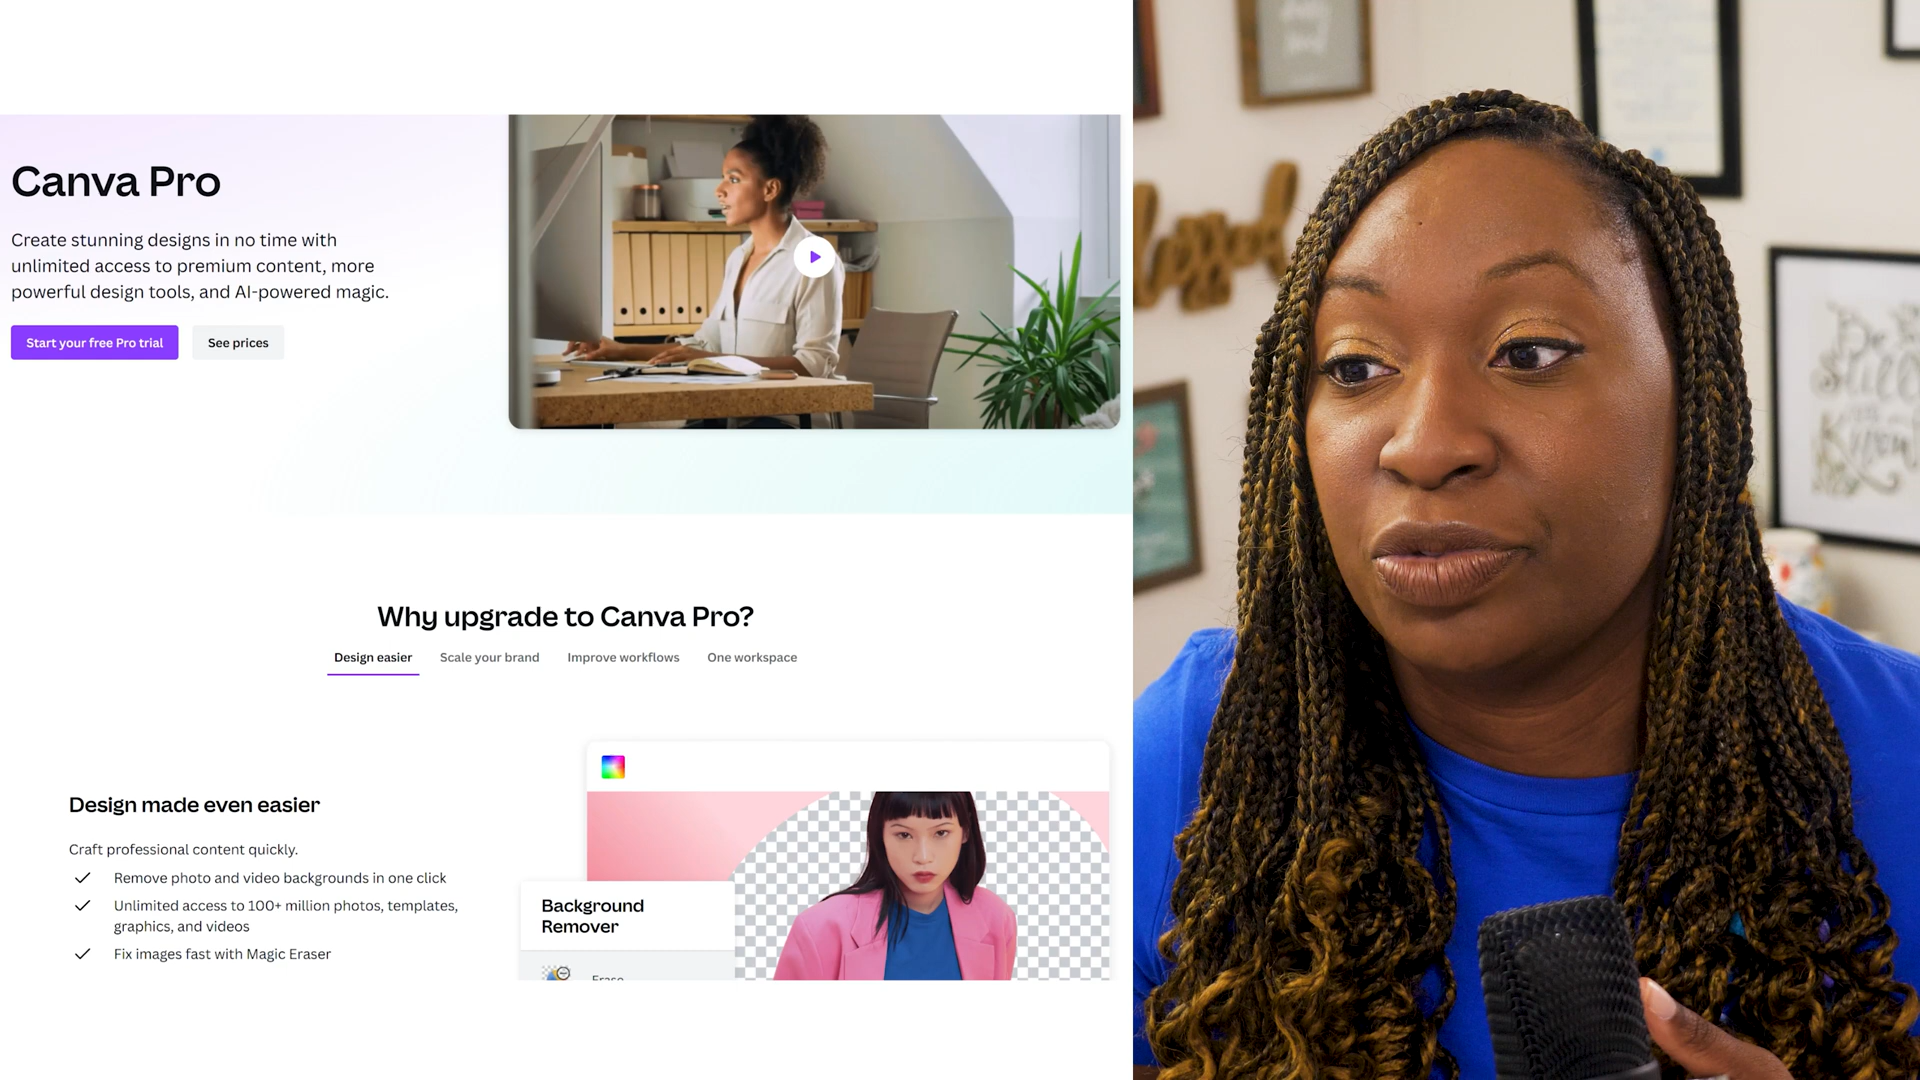 Canva Pro
Create stunning designs in no time with
unlimited access to premium content, more
powerful design tools, and AI-powered magic.
Start your free Pro trial
See prices
Why upgrade to Canva Pro?
Design easier
Scale your brand
Improve workflows
One workspace
Design made even easier
Craft professional content quickly.
Remove photo and video backgrounds in one click
Unlimited access to 100+ million photos, templates,
graphics, and videos
Fix images fast with Magic Eraser
Background
Remover
Erase
Be
Still
Know